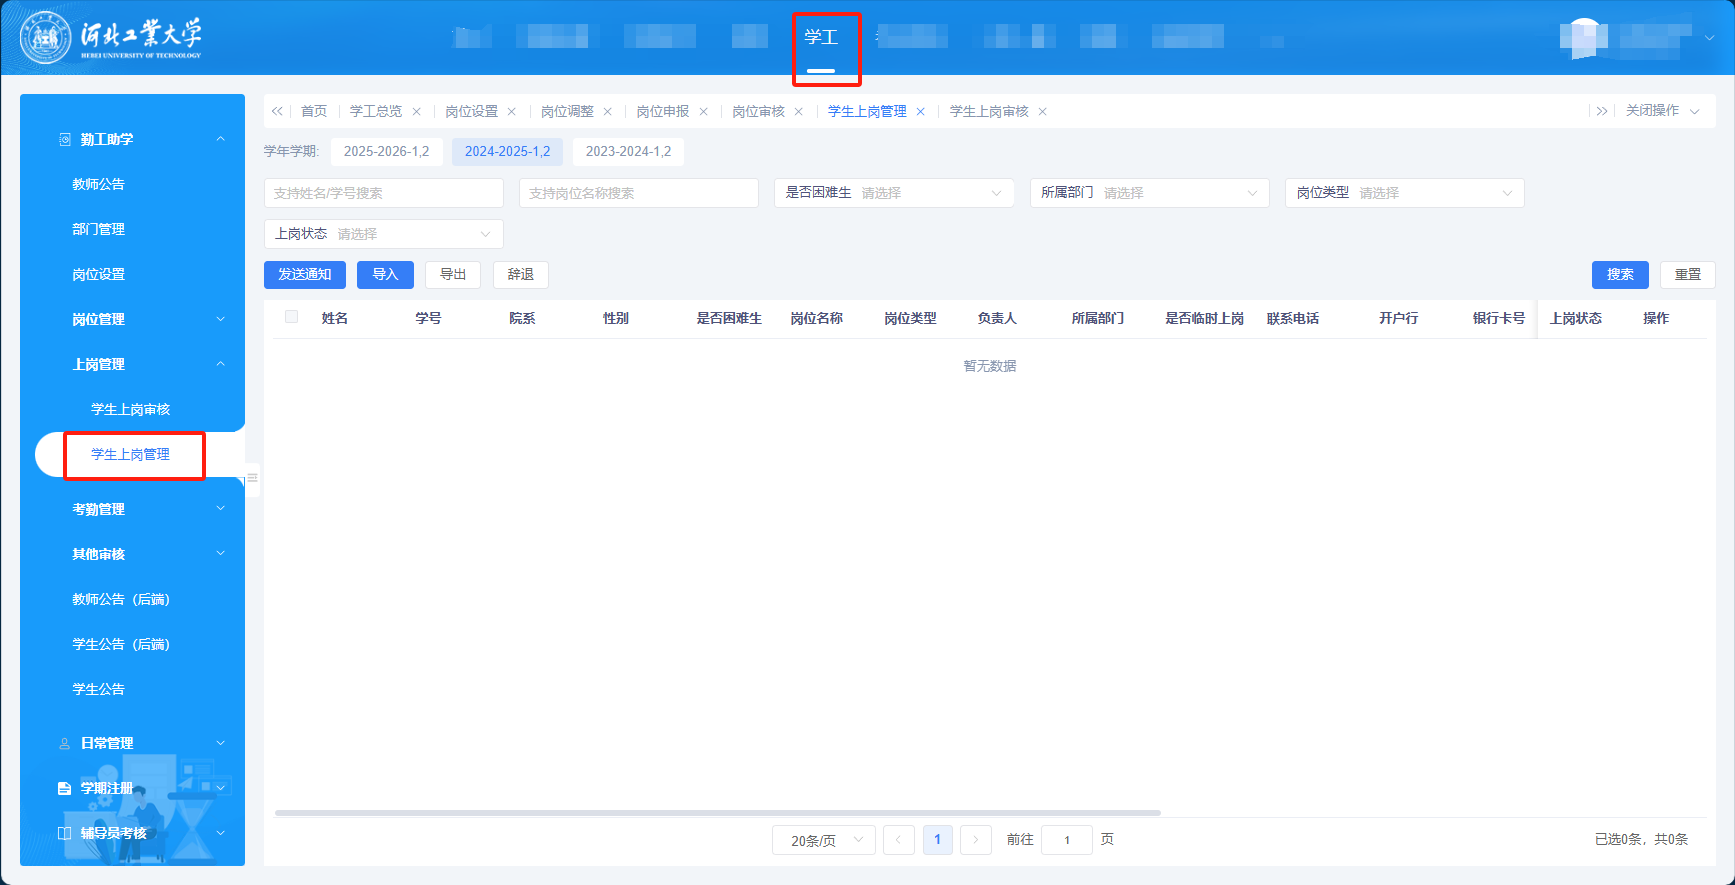 河北工業大学
HEBEI UNIVERSITY OF TECHNOLOGY
学工
勤工助学
教师公告
部门管理
岗位设置
岗位管理
上岗管理
学生上岗审核
学生上岗管理
考勤管理
其他审核
教师公告（后端）
学生公告（后端）
学生公告
日常管理
学期注册
辅导员考核
首页 学工总览 岗位设置 岗位调整 岗位申报 岗位审核 学生上岗管理 学生上岗审核 关闭操作
学年学期: 2025-2026-1,2 2024-2025-1,2 2023-2024-1,2
支持姓名/学号搜索 支持岗位名称搜索 是否困难生 请选择 所属部门 请选择 岗位类型 请选择
上岗状态 请选择
发送通知 导入 导出 辞退 搜索 重置
姓名 学号 院系 性别 是否困难生 岗位名称 岗位类型 负责人 所属部门 是否临时上岗 联系电话 开户行 银行卡号 上岗状态 操作
暂无数据
20条/页 1 前往 1 页 已选0条，共0条